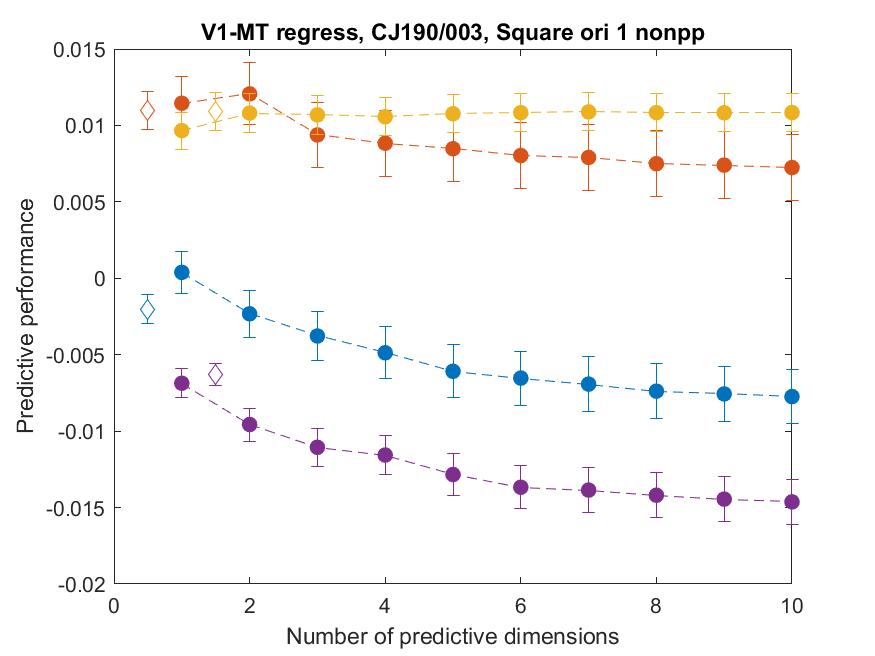 V1-MT regress, CJ190/003, Square ori 1 nonpp
0.015
0.01
0.005
0
-0.005
-0.01
-0.015
-0.02
Predictive performance
0 2 4 6 8 10
Number of predictive dimensions